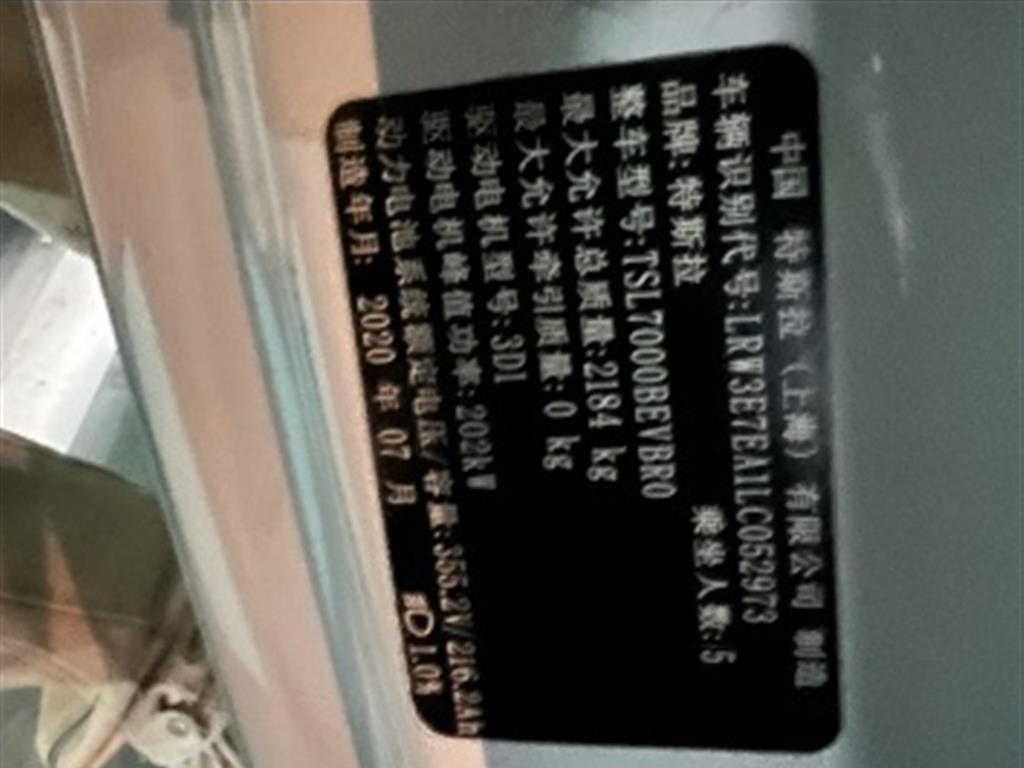 中国 特斯拉（上海）有限公司 制造
车辆识别代号:LRW3E7EA1LC052973
品牌:特斯拉 乘坐人数:5
整车型号:TSL7000BEVBR0
最大允许总质量:2184 kg
最大允许牵引质量:0 kg
驱动电机型号:3D1
驱动电机峰值功率:202kW
动力电池系统额定电压/容量:355.2V/216.2Ah
制造年月: 2020 年 07 月